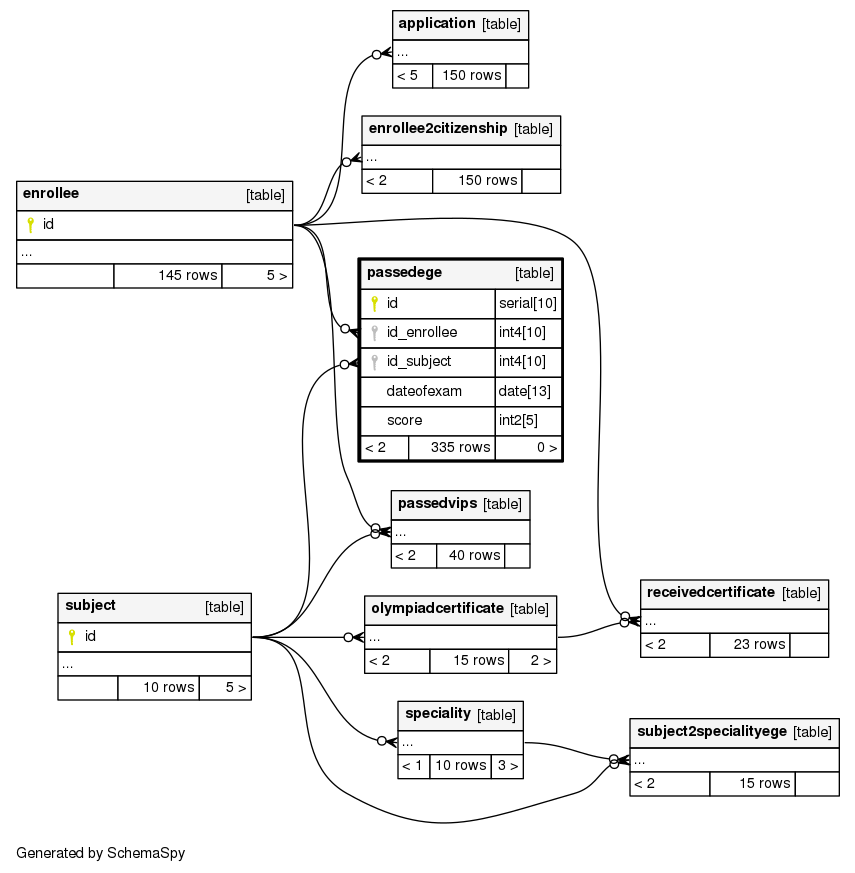 application [table]
...
< 5 150 rows
enrollee2citizenship [table]
...
< 2 150 rows
enrollee [table]
id
...
145 rows 5 >
passedege [table]
id serial[10]
id_enrollee int4[10]
id_subject int4[10]
dateofexam date[13]
score int2[5]
< 2 335 rows 0 >
passedvips [table]
...
< 2 40 rows
receivedcertificate [table]
...
< 2 23 rows
subject [table]
id
...
10 rows 5 >
olympiadcertificate [table]
...
< 2 15 rows 2 >
speciality [table]
...
< 1 10 rows 3 >
subject2specialityege [table]
...
< 2 15 rows
Generated by SchemaSpy